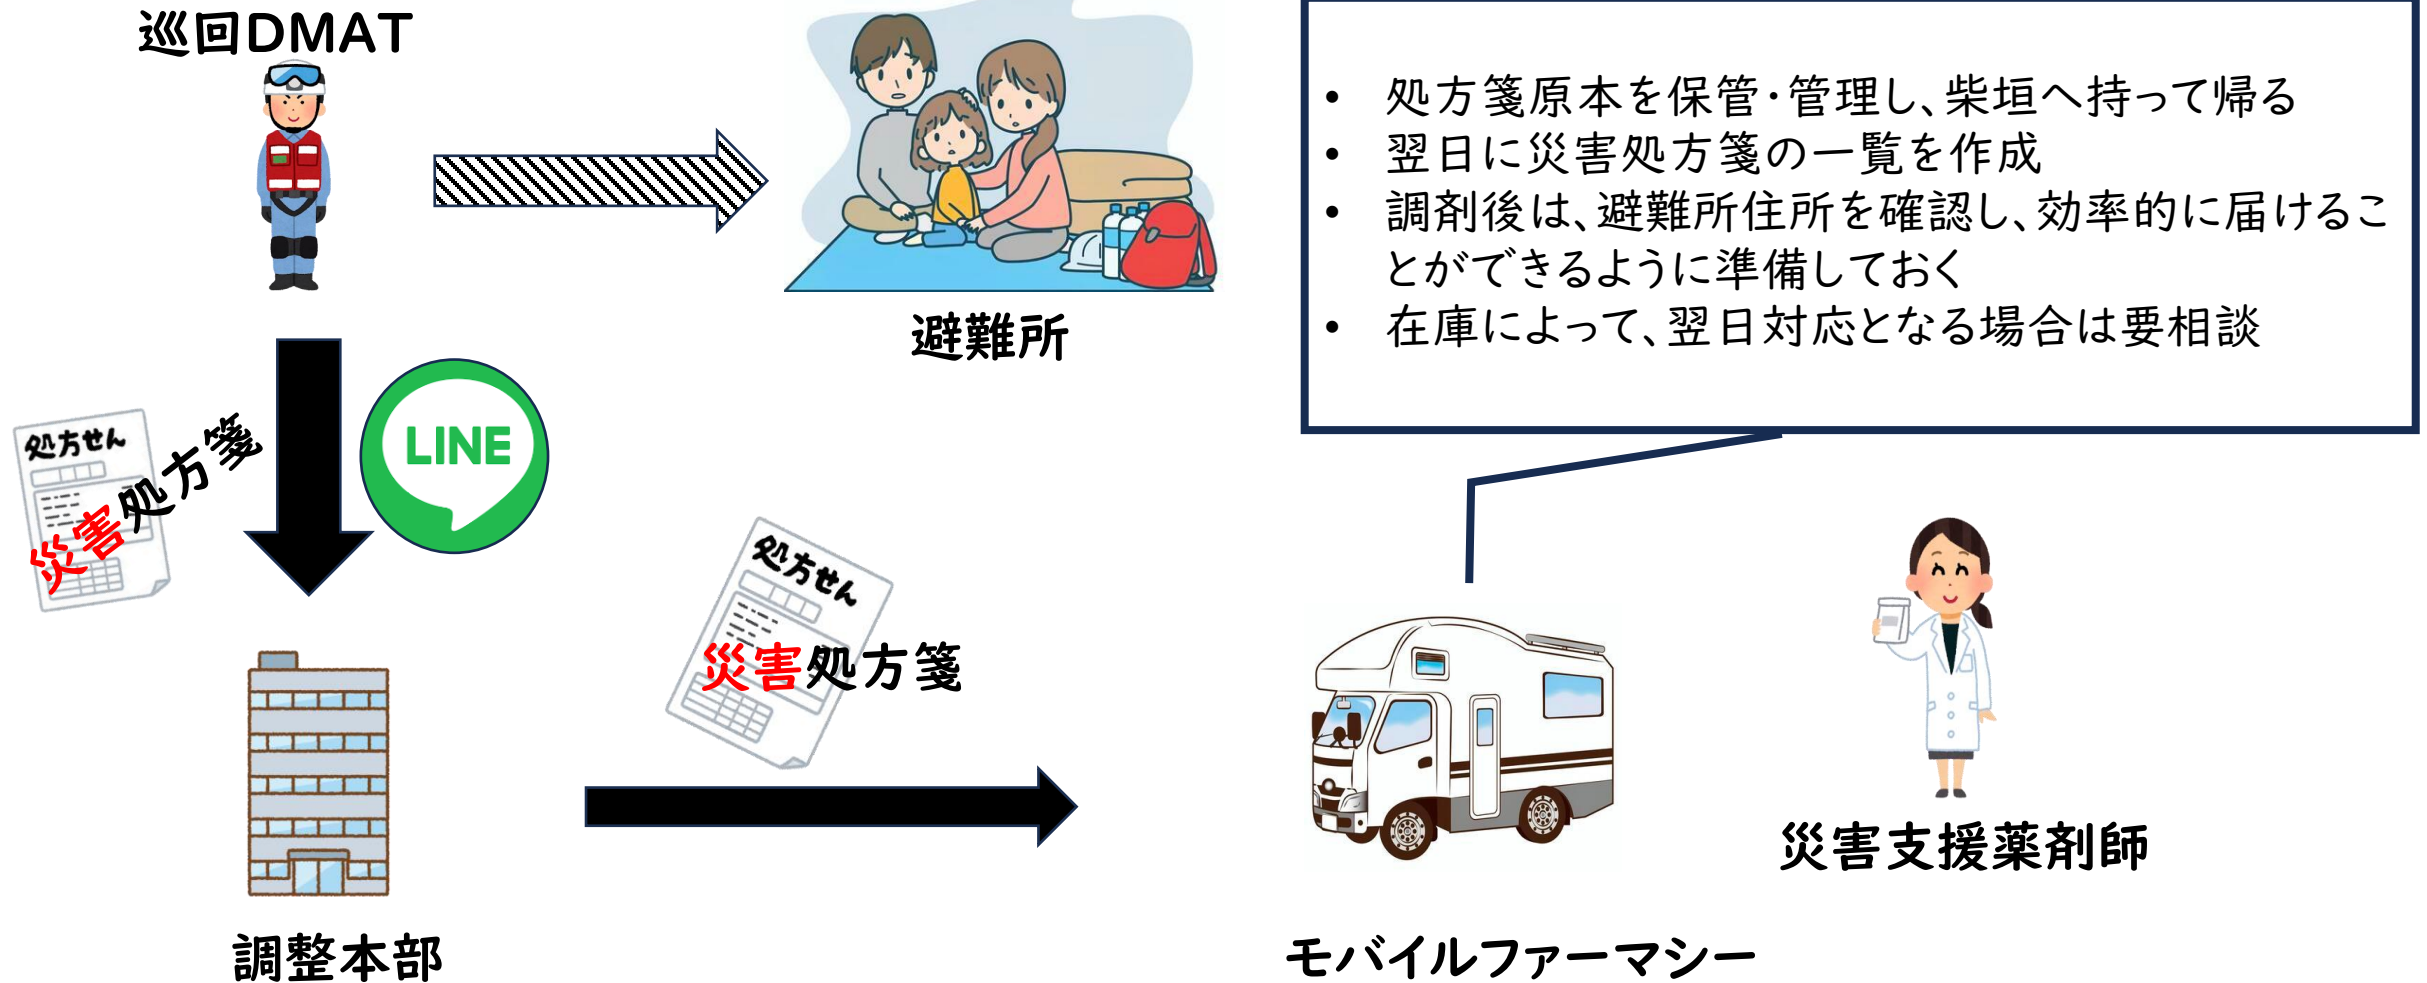 巡回DMAT
• 処方箋原本を保管・管理し、柴垣へ持って帰る
• 翌日に災害処方箋の一覧を作成
• 調剤後は、避難所住所を確認し、効率的に届けるこ
とができるように準備しておく
• 在庫によって、翌日対応となる場合は要相談
避難所
処方せん
災害処方箋
LINE
処方せん
災害処方箋
災害支援薬剤師
調整本部
モバイルファーマシー